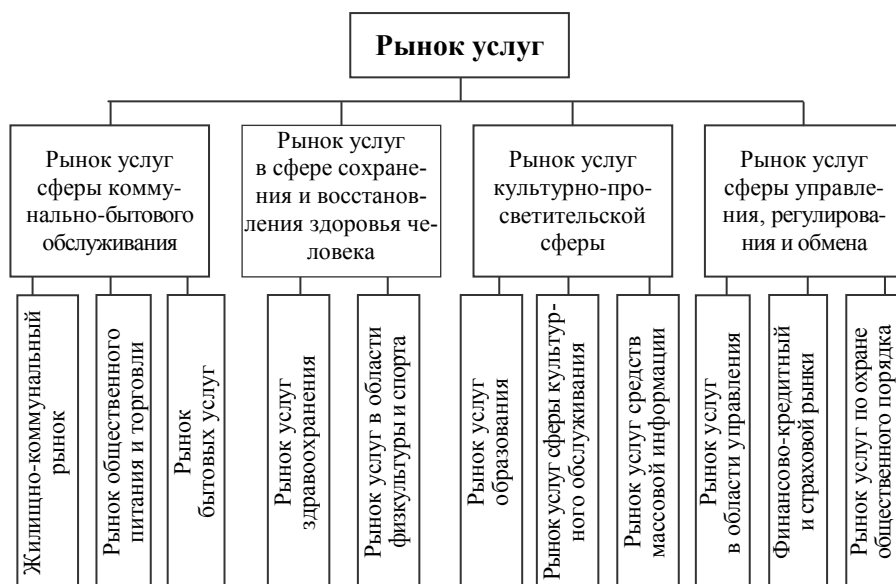 Рынок услуг
Рынок услуг
сферы комму-
нально-бытового
обслуживания
Рынок услуг
в сфере сохране-
ния и восстанов-
ления здоровья че-
ловека
Рынок услуг
культурно-про-
светительской
сферы
Рынок услуг
сферы управле-
ния, регулирова-
ния и обмена
Жилищно-коммунальный
рынок
Рынок общественного
питания и торговли
Рынок
бытовых услуг
Рынок услуг
здравоохранения
Рынок услуг в области
физкультуры и спорта
Рынок услуг
образования
Рынок услуг сферы культур-
ного обслуживания
Рынок услуг средств
массовой информации
Рынок услуг
в области управления
Финансово-кредитный
и страховой рынки
Рынок услуг по охране
общественного порядка